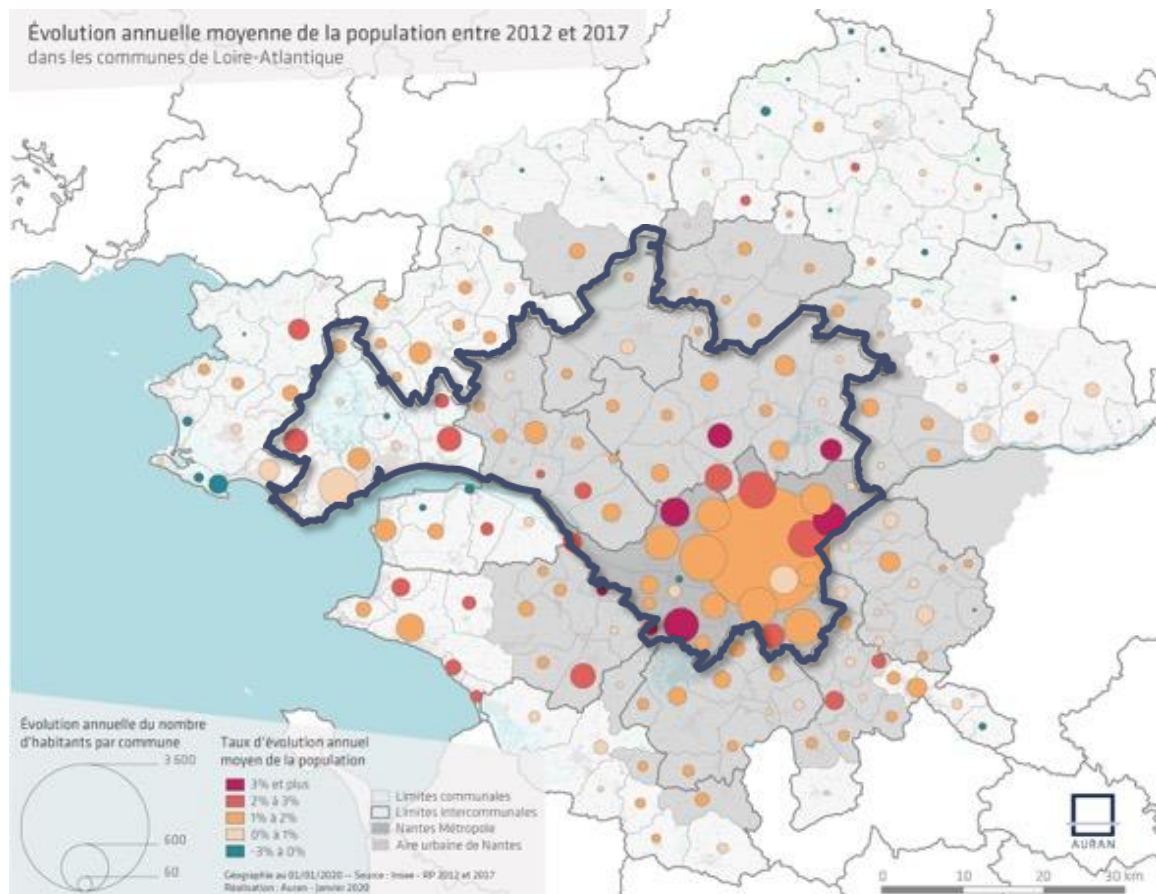 Évolution annuelle moyenne de la population entre 2012 et 2017
dans les communes de Loire-Atlantique
Évolution annuelle du nombre
d'habitants par commune
3 600
600
60
Taux d'évolution annuel
moyen de la population
3% et plus
2% à 3%
1% à 2%
0% à 1%
-3% à 0%
Limites communales
Limites intercommunales
Nantes Métropole
Aire urbaine de Nantes
Géographie au 01/01/2020 -- Source : Insee - RP 2012 et 2017
Réalisation : Auran - Janvier 2020
AURAN
0 10 20 30 km